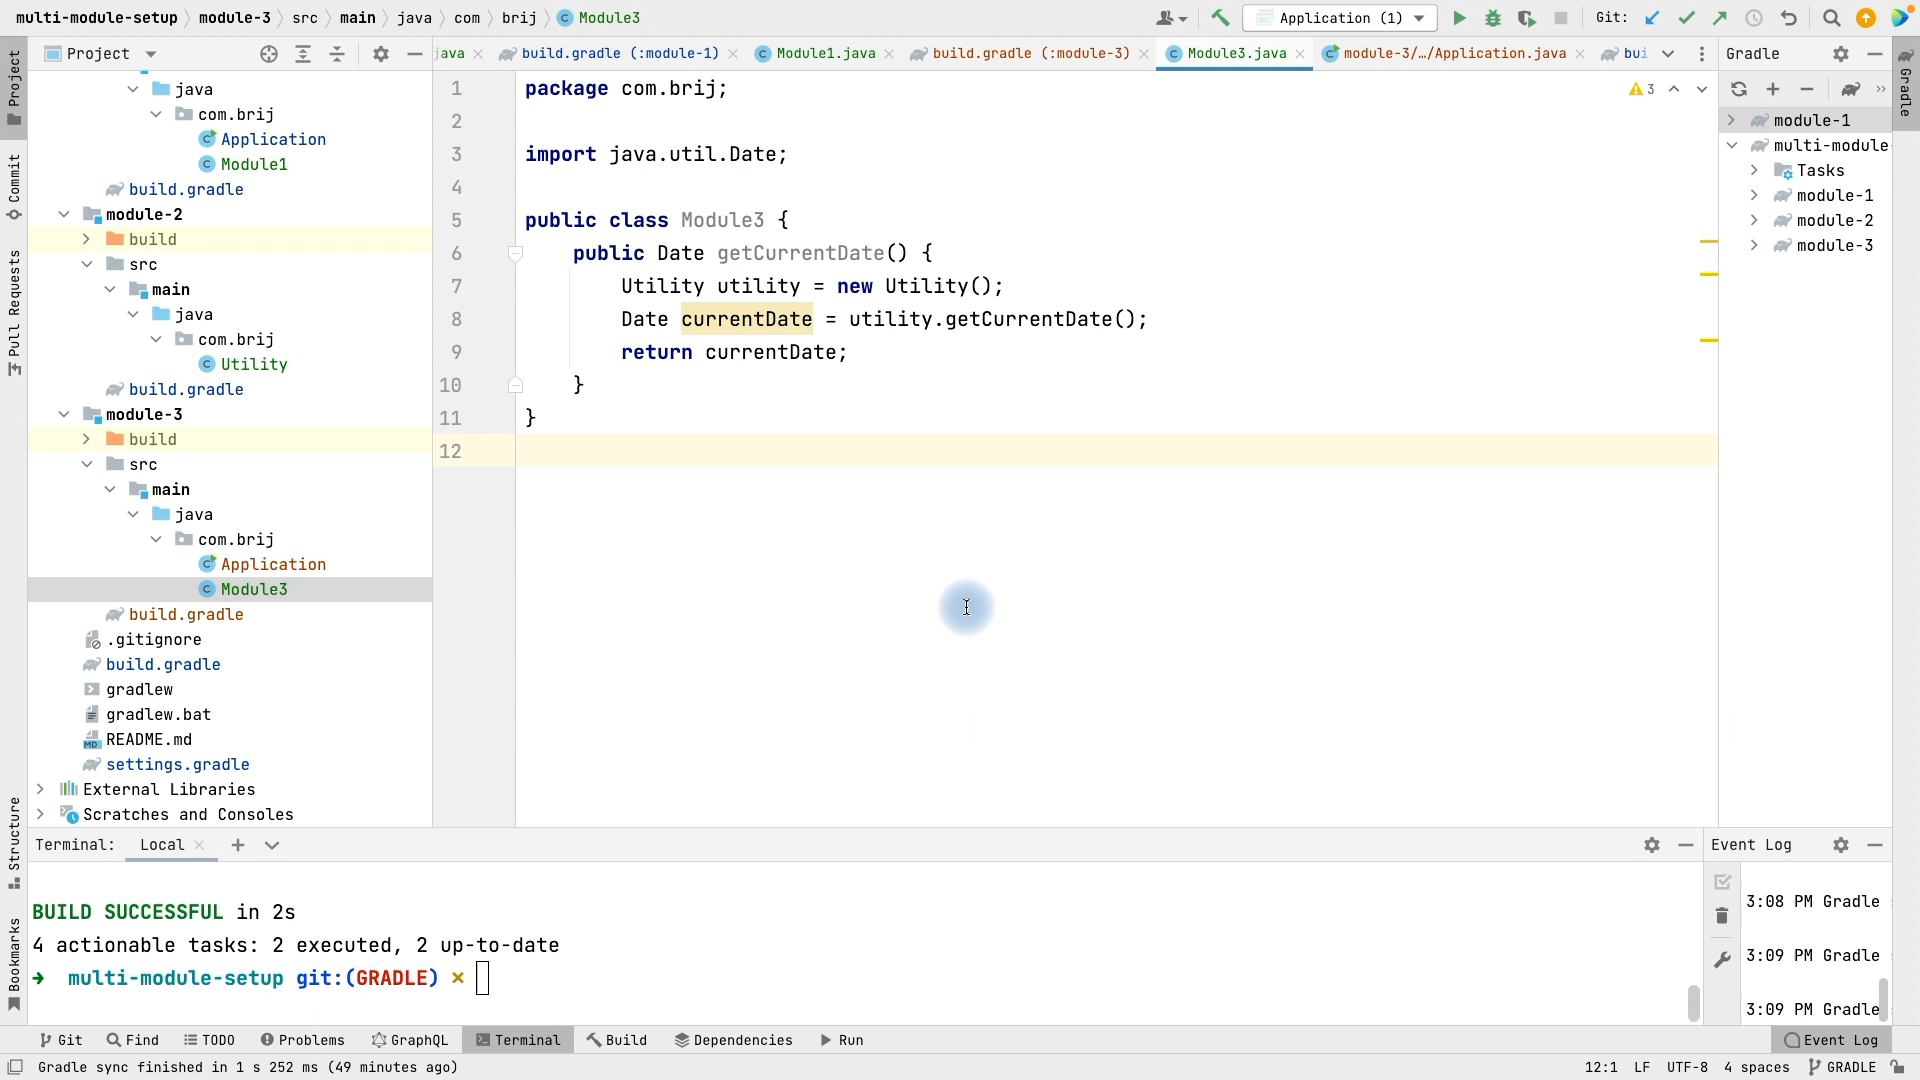 multi-module-setup module-3 src main java com brij Module3
Application (1) Git:
Project
java build.gradle (:module-1) Module1.java build.gradle (:module-3) Module3.java module-3/…/Application.java bui
Gradle
Project
Commit
Pull Requests
Structure
Bookmarks
java
com.brij
Application
Module1
build.gradle
module-2
build
src
main
java
com.brij
Utility
build.gradle
module-3
build
src
main
java
com.brij
Application
Module3
build.gradle
.gitignore
build.gradle
gradlew
gradlew.bat
README.md
settings.gradle
External Libraries
Scratches and Consoles
1 package com.brij;
2
3 import java.util.Date;
4
5 public class Module3 {
6 public Date getCurrentDate() {
7 Utility utility = new Utility();
8 Date currentDate = utility.getCurrentDate();
9 return currentDate;
10 }
11 }
12
3
module-1
multi-module
Tasks
module-1
module-2
module-3
Gradle
Terminal: Local
BUILD SUCCESSFUL in 2s
4 actionable tasks: 2 executed, 2 up-to-date
➜ multi-module-setup git:(GRADLE) ×
Event Log
3:08 PM Gradle
3:09 PM Gradle
3:09 PM Gradle
Git Find TODO Problems GraphQL Terminal Build Dependencies Run Event Log
Gradle sync finished in 1 s 252 ms (49 minutes ago) 12:1 LF UTF-8 4 spaces GRADLE